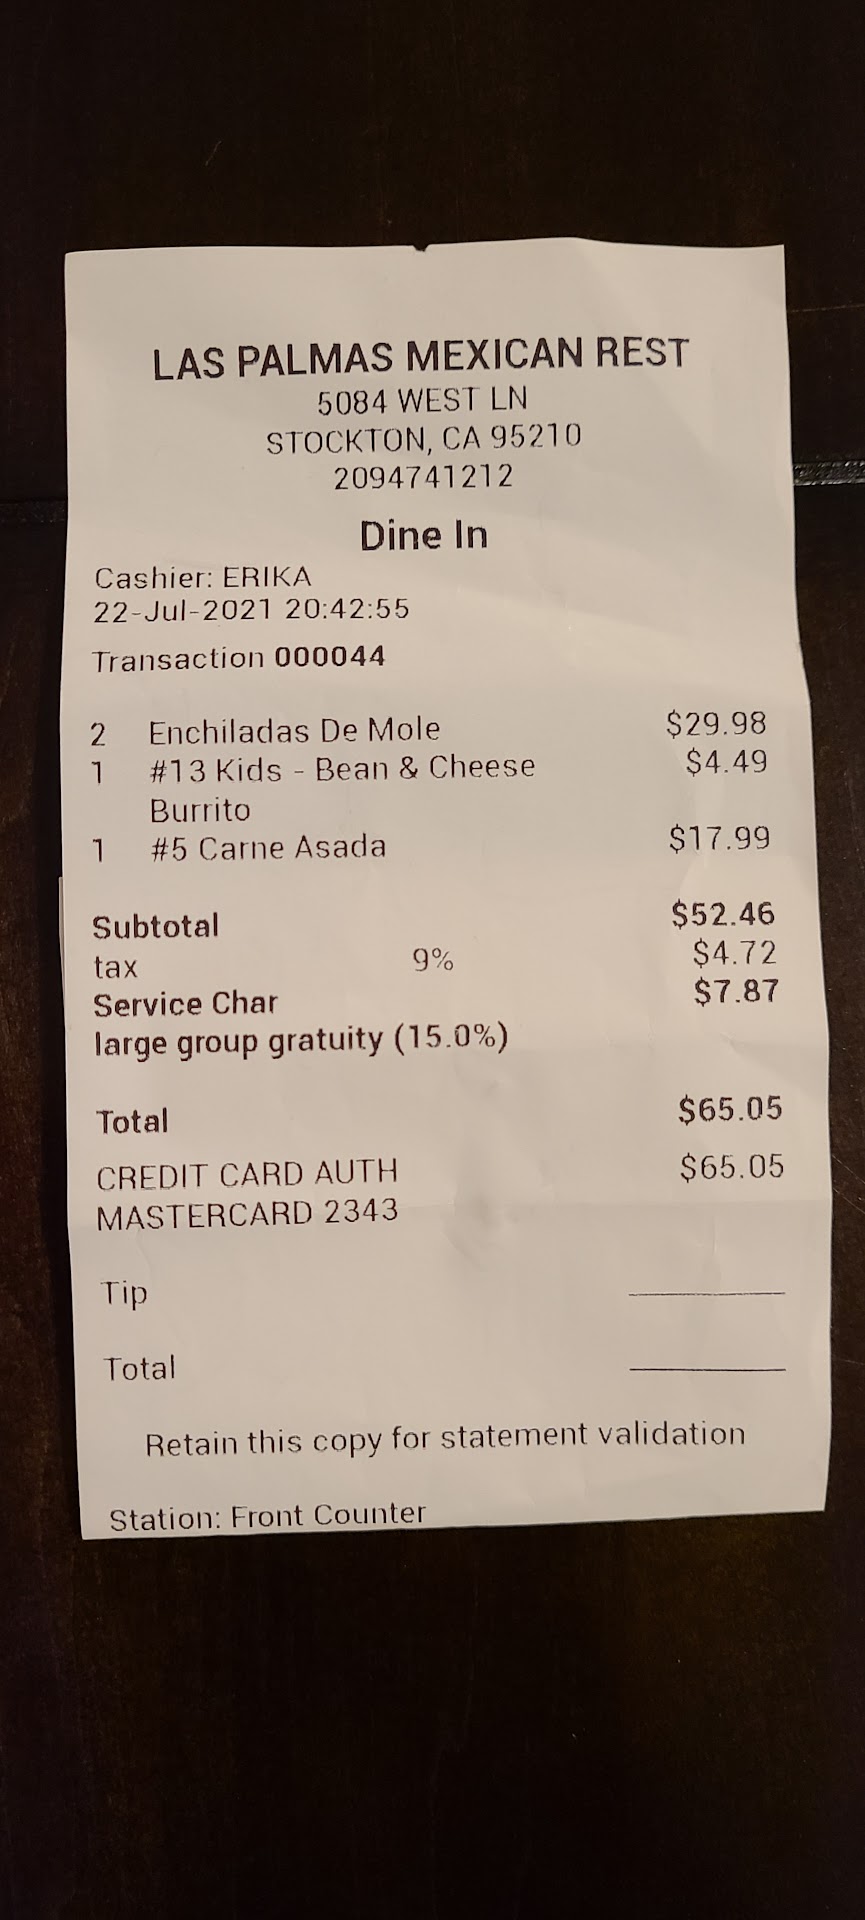 LAS PALMAS MEXICAN REST
5084 WEST LN
STOCKTON, CA 95210
2094741212
Dine In
Cashier: ERIKA
22-Jul-2021 20:42:55
Transaction 000044
2 Enchiladas De Mole $29.98
1 #13 Kids - Bean & Cheese $4.49
Burrito
1 #5 Carne Asada $17.99
Subtotal $52.46
tax 9% $4.72
Service Char $7.87
large group gratuity (15.0%)
Total $65.05
CREDIT CARD AUTH $65.05
MASTERCARD 2343
Tip
Total
Retain this copy for statement validation
Station: Front Counter